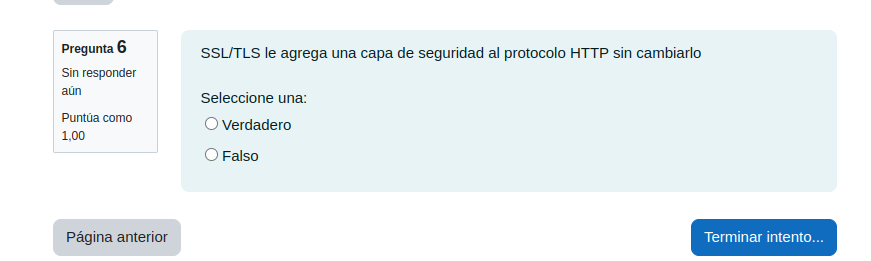 Pregunta 6
Sin responder
aún
Puntúa como
1,00
SSL/TLS le agrega una capa de seguridad al protocolo HTTP sin cambiarlo
Seleccione una:
Verdadero
Falso
Página anterior
Terminar intento...